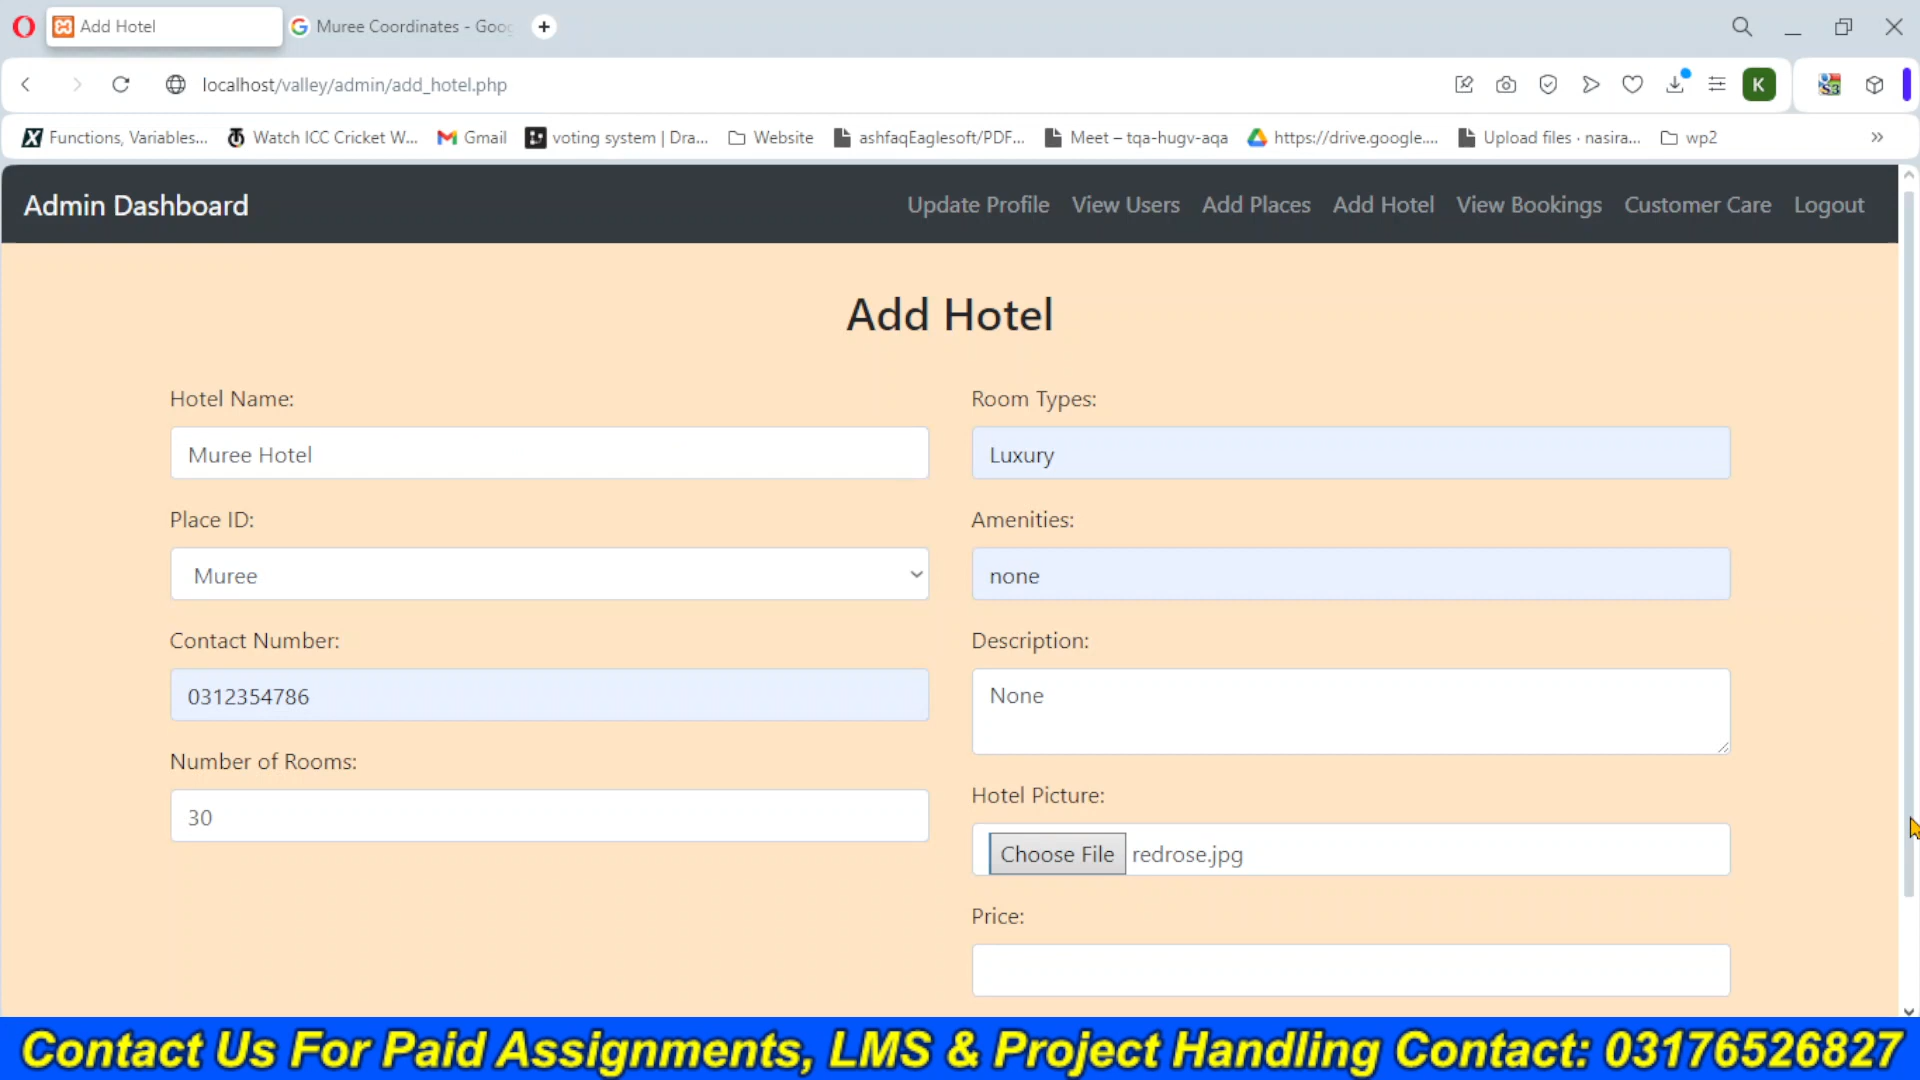 Add Hotel
Muree Coordinates - Goo
localhost/valley/admin/add_hotel.php
K
S3
Functions, Variables...
Watch ICC Cricket W...
Gmail
voting system | Dra...
Website
ashfaqEaglesoft/PDF...
Meet – tqa-hugv-aqa
https://drive.google....
Upload files · nasira...
wp2
Admin Dashboard
Update Profile
View Users
Add Places
Add Hotel
View Bookings
Customer Care
Logout
Add Hotel
Hotel Name:
Muree Hotel
Place ID:
Muree
Contact Number:
0312354786
Number of Rooms:
30
Room Types:
Luxury
Amenities:
none
Description:
None
Hotel Picture:
Choose File redrose.jpg
Price:
Contact Us For Paid Assignments, LMS & Project Handling Contact: 03176526827